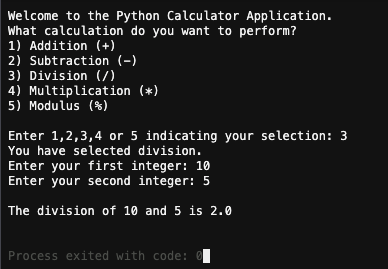 Welcome to the Python Calculator Application.
What calculation do you want to perform?
1) Addition (+)
2) Subtraction (-)
3) Division (/)
4) Multiplication (*)
5) Modulus (%)
Enter 1,2,3,4 or 5 indicating your selection: 3
You have selected division.
Enter your first integer: 10
Enter your second integer: 5
The division of 10 and 5 is 2.0
Process exited with code: 0